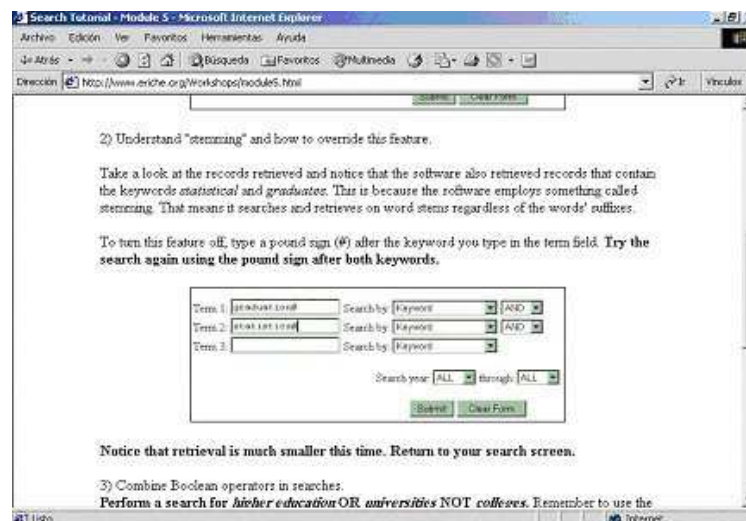 Search Tutorial - Module 5 - Microsoft Internet Explorer
Archivo Edición Ver Favoritos Herramientas Ayuda
Atrás Búsqueda Favoritos Multimedia
Dirección http://www.eriche.org/Workshops/module5.html Ir Vínculos
Submit Clear Form
2) Understand "stemming" and how to override this feature.
Take a look at the records retrieved and notice that the software also retrieved records that contain
the keywords statistical and graduates. This is because the software employs something called
stemming. That means it searches and retrieves on word stems regardless of the words' suffixes.
To turn this feature off, type a pound sign (#) after the keyword you type in the term field. Try the
search again using the pound sign after both keywords.
Term 1: graduation# Search by: Keyword AND
Term 2: statistics# Search by: Keyword AND
Term 3: Search by: Keyword
Search year: ALL through: ALL
Submit Clear Form
Notice that retrieval is much smaller this time. Return to your search screen.
3) Combine Boolean operators in searches.
Perform a search for higher education OR universities NOT colleges. Remember to use the
Listo Internet